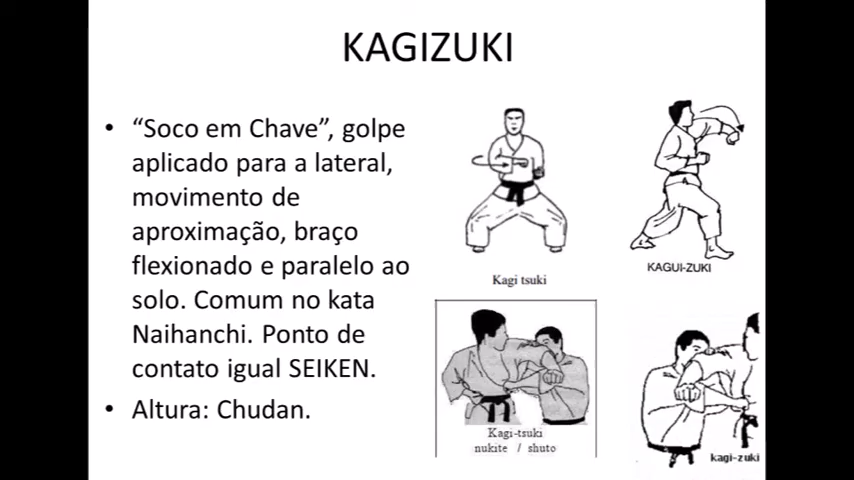 KAGIZUKI
• “Soco em Chave”, golpe
aplicado para a lateral,
movimento de
aproximação, braço
flexionado e paralelo ao
solo. Comum no kata
Naihanchi. Ponto de
contato igual SEIKEN.
• Altura: Chudan.
Kagi tsuki
KAGUI-ZUKI
Kagi-tsuki
nukite / shuto
kagi-zuki